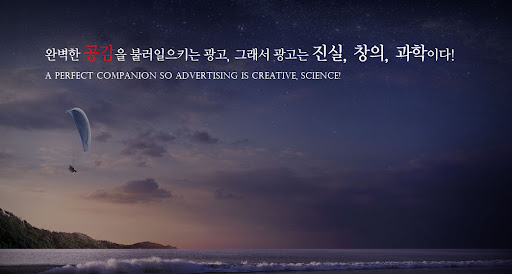 완벽한 공감을 불러일으키는 광고, 그래서 광고는 진실, 창의, 과학이다!
A PERFECT COMPANION SO ADVERTISING IS CREATIVE, SCIENCE!